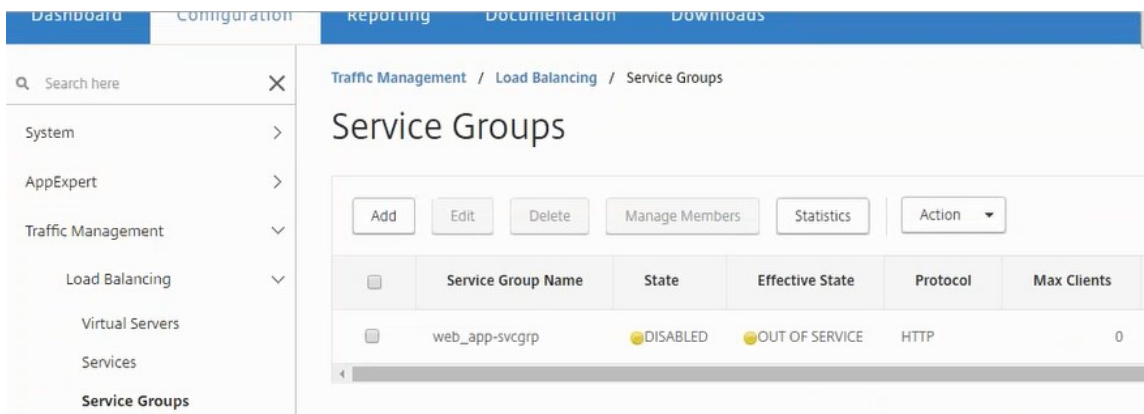 Dashboard Configuration Reporting Documentation Downloads
Search here
System
AppExpert
Traffic Management
Load Balancing
Virtual Servers
Services
Service Groups
Traffic Management / Load Balancing / Service Groups
Service Groups
Add Edit Delete Manage Members Statistics Action
Service Group Name State Effective State Protocol Max Clients
web_app-svcgrp DISABLED OUT OF SERVICE HTTP 0